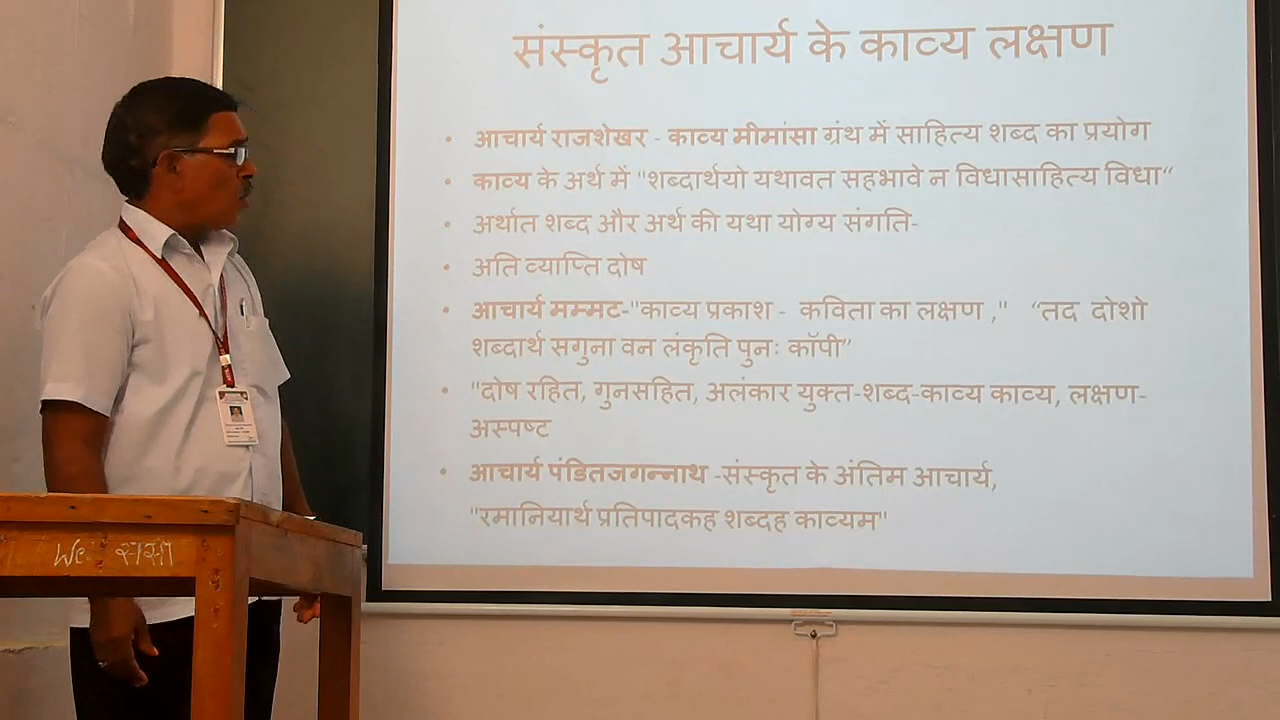 संस्कृत आचार्य के काव्य लक्षण
• आचार्य राजशेखर - काव्य मीमांसा ग्रंथ में साहित्य शब्द का प्रयोग
• काव्य के अर्थ में "शब्दार्थयो यथावत सहभावे न विधासाहित्य विधा"
• अर्थात शब्द और अर्थ की यथा योग्य संगति-
• अति व्याप्ति दोष
• आचार्य मम्मट-"काव्य प्रकाश - कविता का लक्षण ," “तद दोशो
शब्दार्थ सगुना वन लंकृति पुनः कॉपी”
• "दोष रहित, गुनसहित, अलंकार युक्त-शब्द-काव्य काव्य, लक्षण-
अस्पष्ट
• आचार्य पंडितजगन्नाथ -संस्कृत के अंतिम आचार्य,
"रमानियार्थ प्रतिपादकह शब्दह काव्यम"
We